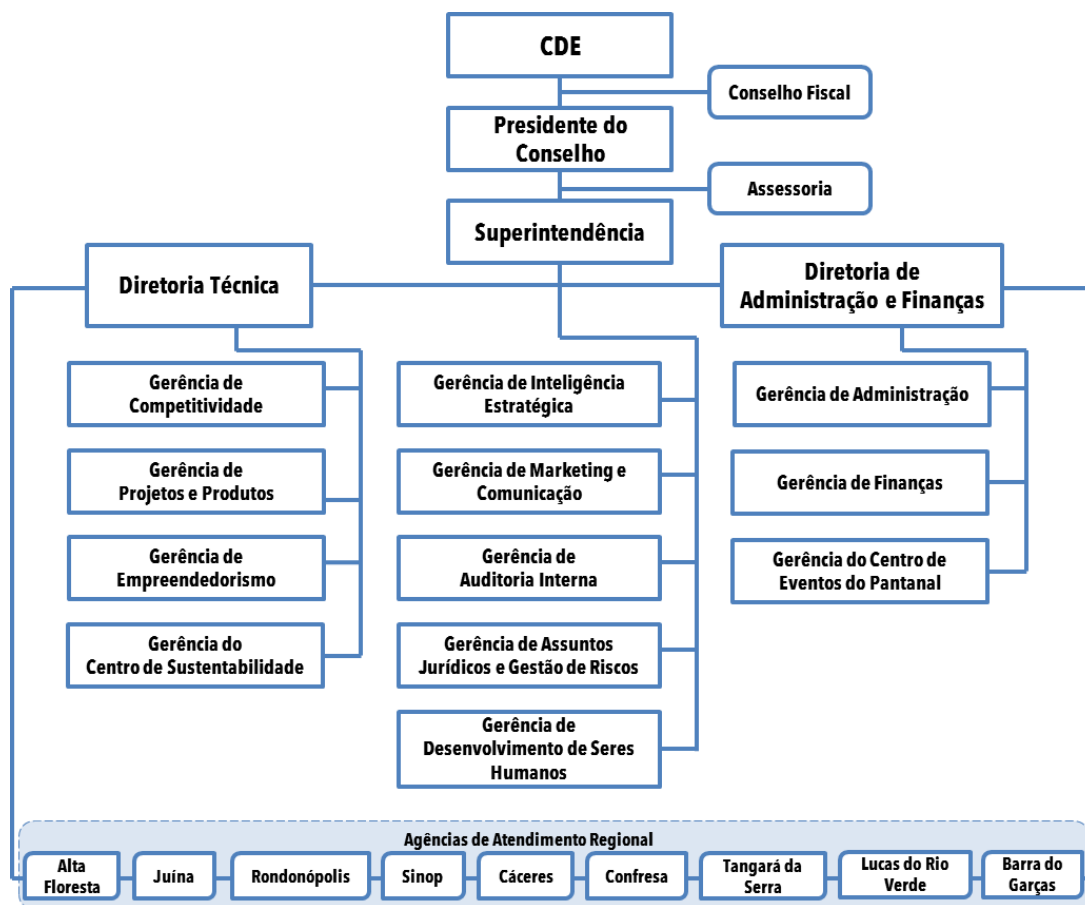 CDE
Conselho Fiscal
Presidente do
Conselho
Assessoria
Superintendência
Diretoria Técnica
Diretoria de
Administração e Finanças
Gerência de
Competitividade
Gerência de
Projetos e Produtos
Gerência de
Empreendedorismo
Gerência do
Centro de Sustentabilidade
Gerência de Inteligência
Estratégica
Gerência de Marketing e
Comunicação
Gerência de
Auditoria Interna
Gerência de Assuntos
Jurídicos e Gestão de Riscos
Gerência de
Desenvolvimento de Seres
Humanos
Gerência de Administração
Gerência de Finanças
Gerência do Centro de
Eventos do Pantanal
Agências de Atendimento Regional
Alta
Floresta
Juína
Rondonópolis
Sinop
Cáceres
Confresa
Tangará da
Serra
Lucas do Rio
Verde
Barra do
Garças